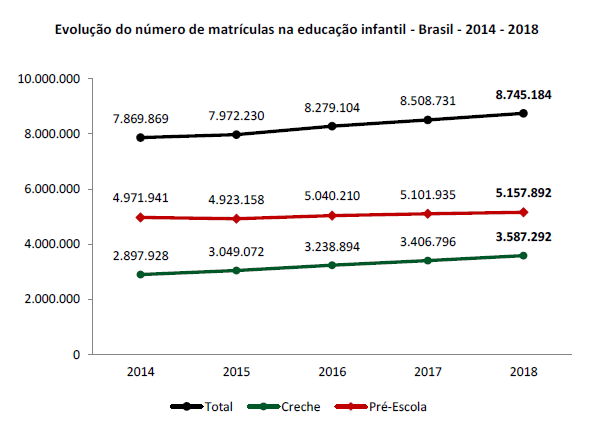 Evolução do número de matrículas na educação infantil - Brasil - 2014 - 2018
10.000.000
8.000.000
6.000.000
4.000.000
2.000.000
0
7.869.869 7.972.230 8.279.104 8.508.731 8.745.184
4.971.941 4.923.158 5.040.210 5.101.935 5.157.892
2.897.928 3.049.072 3.238.894 3.406.796 3.587.292
2014 2015 2016 2017 2018
Total Creche Pré-Escola